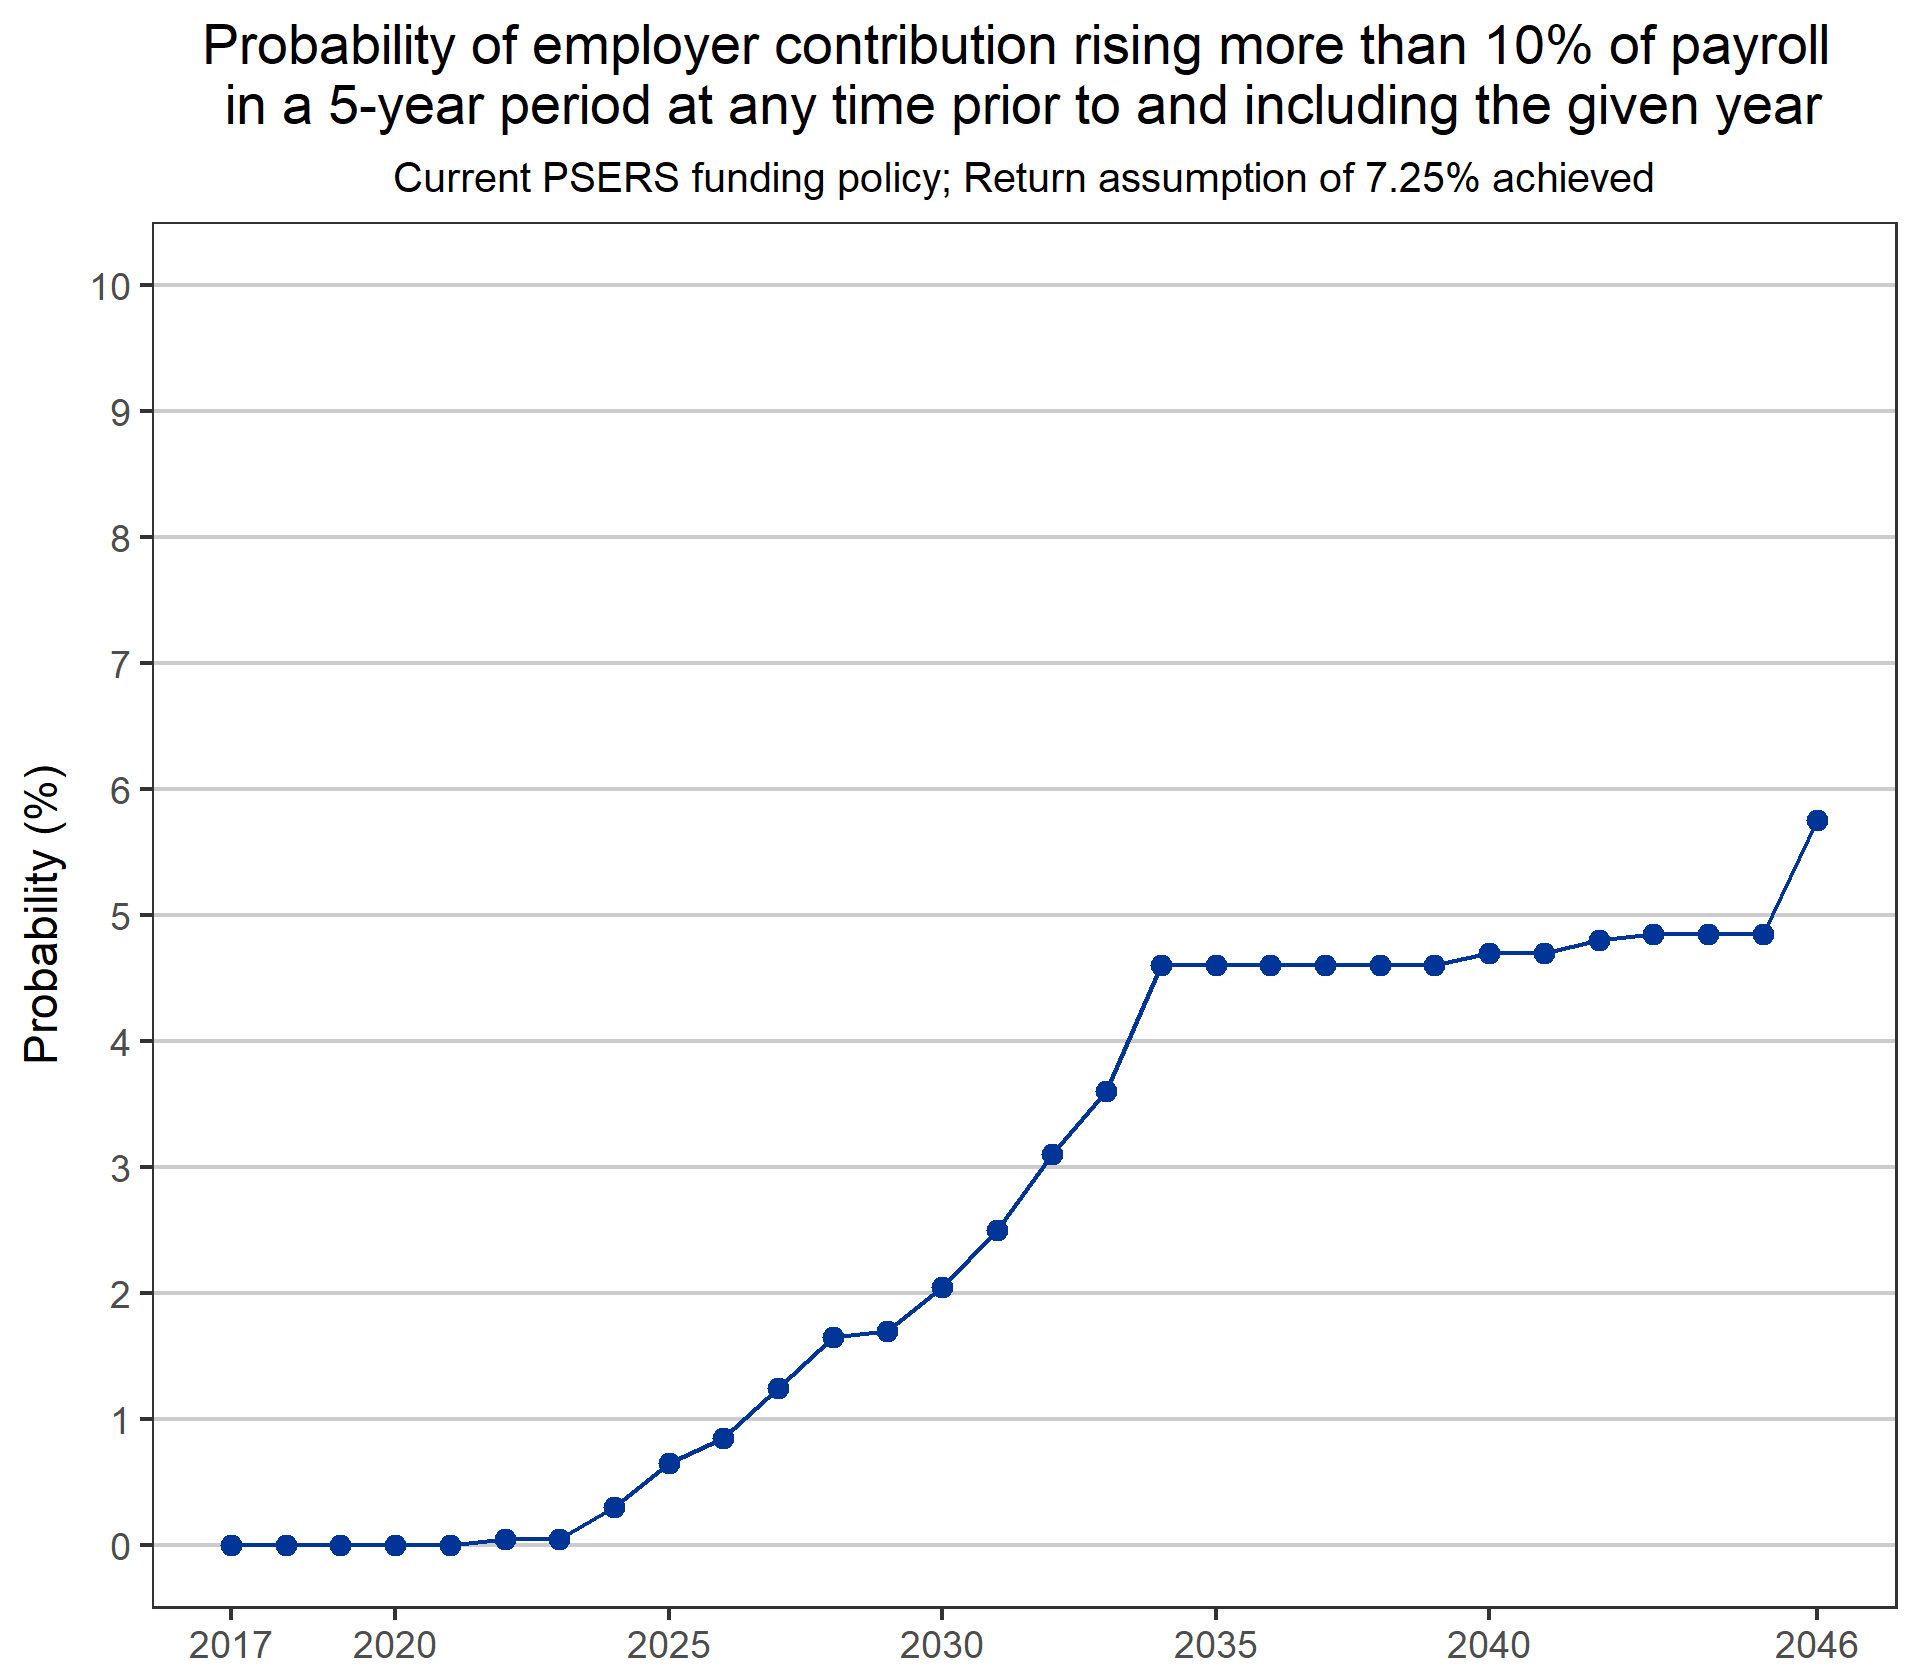 Probability of employer contribution rising more than 10% of payroll
in a 5-year period at any time prior to and including the given year
Current PSERS funding policy; Return assumption of 7.25% achieved
Probability (%)
10
9
8
7
6
5
4
3
2
1
0
2017 2020 2025 2030 2035 2040 2046